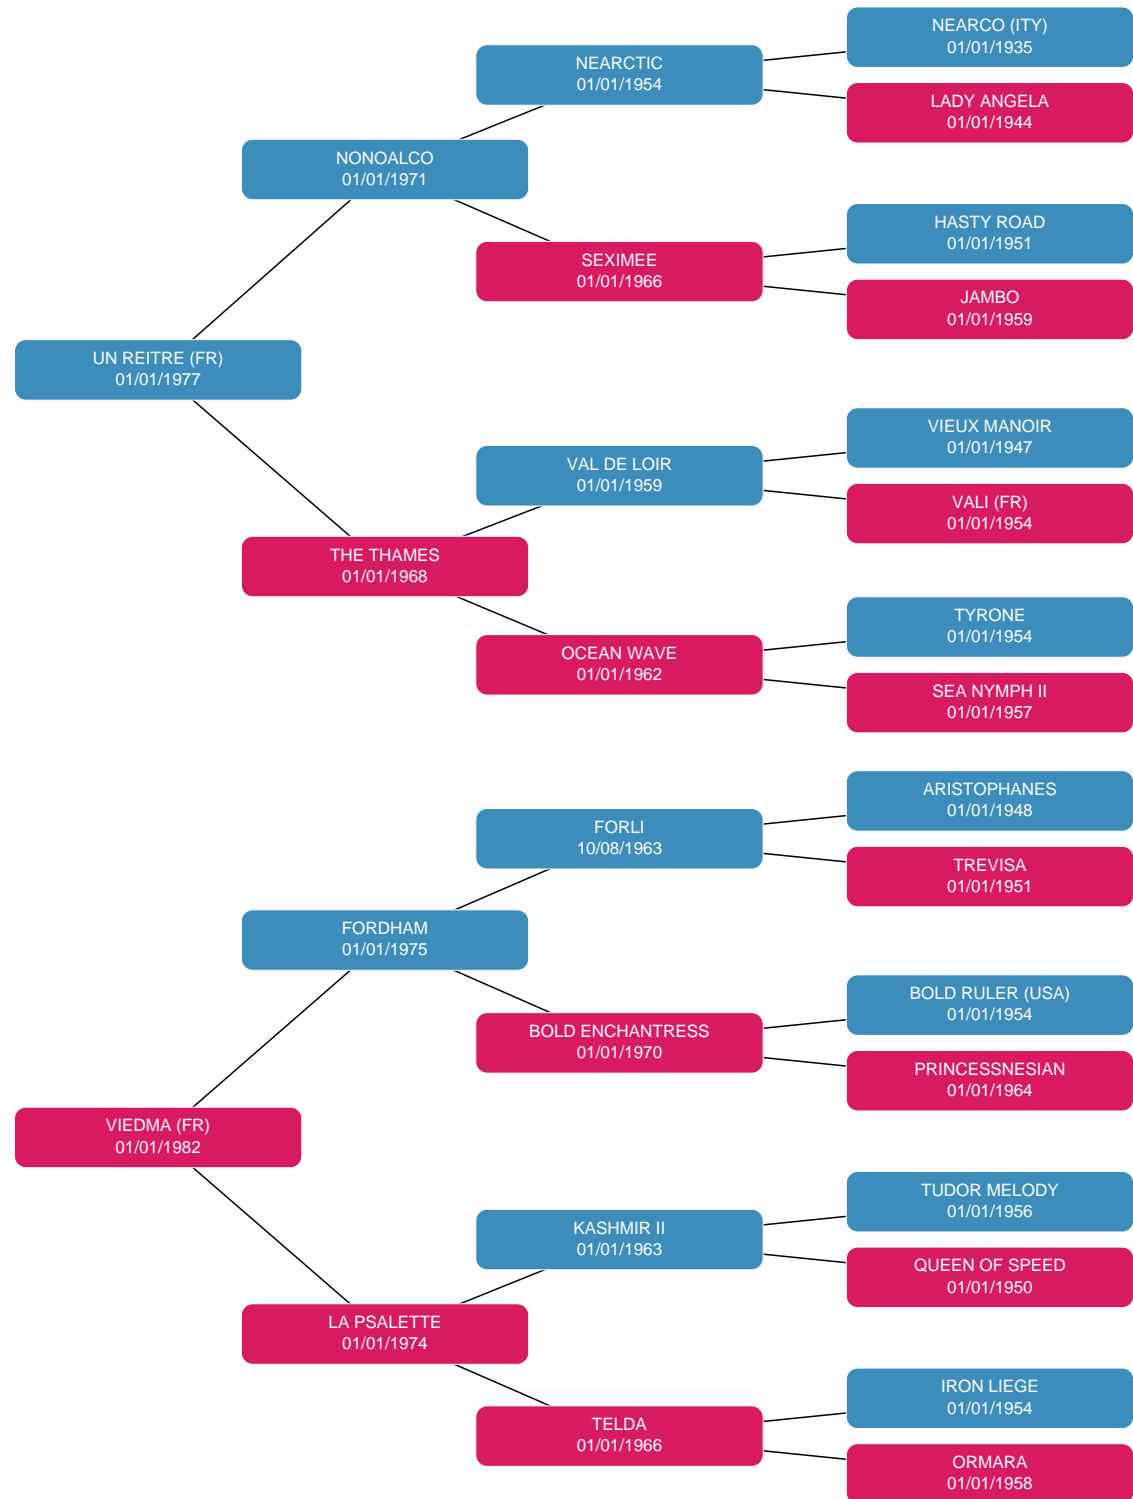 NEARCO (ITY)
01/01/1935
NEARCTIC
01/01/1954
LADY ANGELA
01/01/1944
NONOALCO
01/01/1971
HASTY ROAD
01/01/1951
SEXIMEE
01/01/1966
JAMBO
01/01/1959
UN REITRE (FR)
01/01/1977
VIEUX MANOIR
01/01/1947
VAL DE LOIR
01/01/1959
VALI (FR)
01/01/1954
THE THAMES
01/01/1968
TYRONE
01/01/1954
OCEAN WAVE
01/01/1962
SEA NYMPH II
01/01/1957
ARISTOPHANES
01/01/1948
FORLI
10/08/1963
TREVISA
01/01/1951
FORDHAM
01/01/1975
BOLD RULER (USA)
01/01/1954
BOLD ENCHANTRESS
01/01/1970
PRINCESSNESIAN
01/01/1964
VIEDMA (FR)
01/01/1982
TUDOR MELODY
01/01/1956
KASHMIR II
01/01/1963
QUEEN OF SPEED
01/01/1950
LA PSALETTE
01/01/1974
IRON LIEGE
01/01/1954
TELDA
01/01/1966
ORMARA
01/01/1958